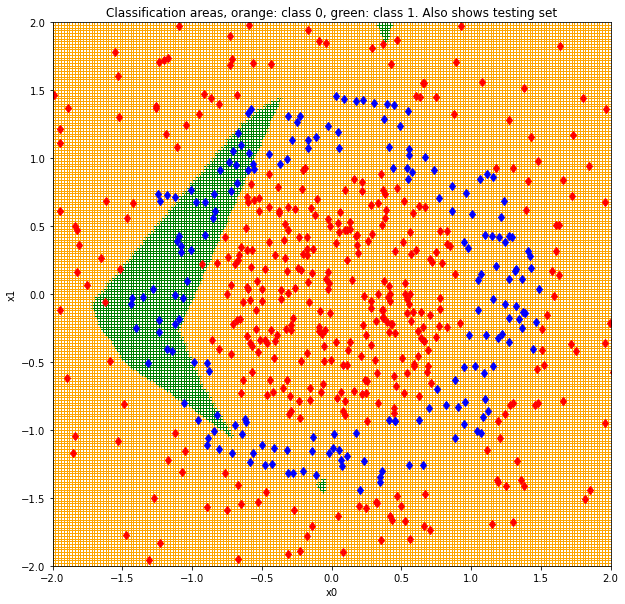 Classification areas, orange: class 0, green: class 1. Also shows testing set
2.0
1.5
1.0
0.5
0.0
−0.5
−1.0
−1.5
−2.0
x1
−2.0 −1.5 −1.0 −0.5 0.0 0.5 1.0 1.5 2.0
x0